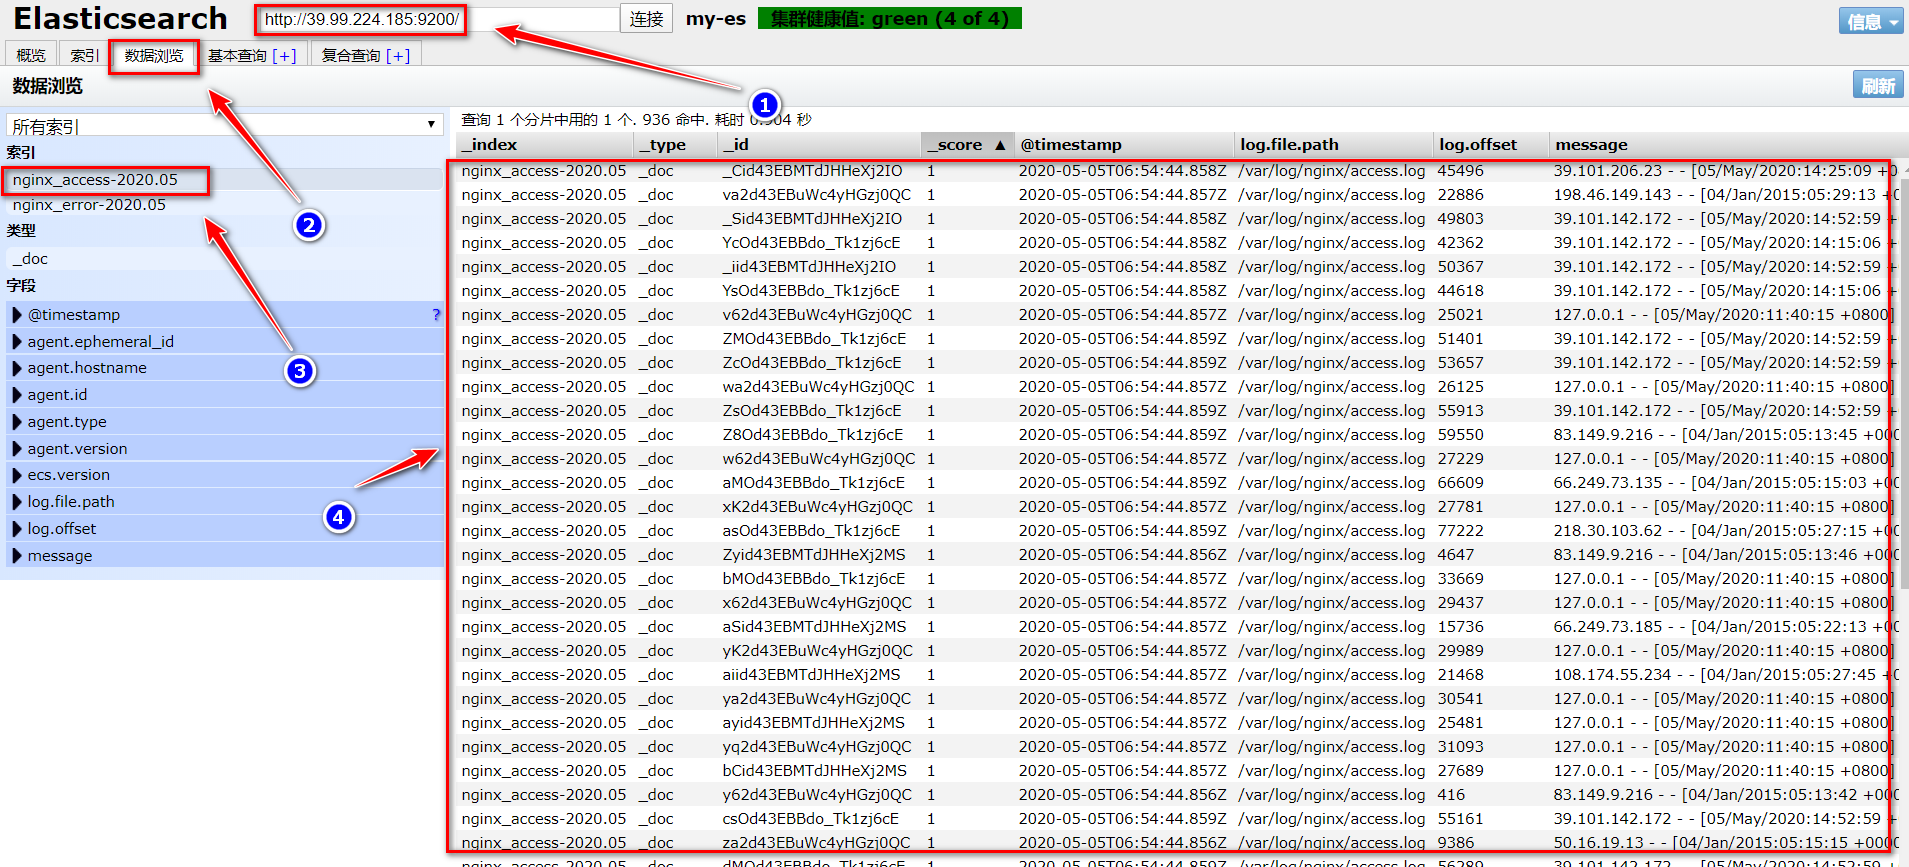 Elasticsearch http://39.99.224.185:9200/ 连接 my-es 集群健康值: green (4 of 4) 信息
概览 索引 数据浏览 基本查询 [+] 复合查询 [+]
数据浏览 刷新
1
所有索引
索引
nginx_access-2020.05
nginx_error-2020.05
2
类型
_doc
字段
@timestamp ?
agent.ephemeral_id
agent.hostname
3
agent.id
agent.type
agent.version
ecs.version
log.file.path
4
log.offset
message
查询 1 个分片中用的 1 个. 936 命中. 耗时 0.904 秒
_index _type _id _score ▲ @timestamp log.file.path log.offset message
nginx_access-2020.05 _doc _Cid43EBMTdJHHeXj2IO 1 2020-05-05T06:54:44.858Z /var/log/nginx/access.log 45496 39.101.206.23 - - [05/May/2020:14:25:09 +0
nginx_access-2020.05 _doc va2d43EBuWc4yHGzj0QC 1 2020-05-05T06:54:44.857Z /var/log/nginx/access.log 22886 198.46.149.143 - - [04/Jan/2015:05:29:13 +0
nginx_access-2020.05 _doc _Sid43EBMTdJHHeXj2IO 1 2020-05-05T06:54:44.858Z /var/log/nginx/access.log 49803 39.101.142.172 - - [05/May/2020:14:52:59 +
nginx_access-2020.05 _doc YcOd43EBBdo_Tk1zj6cE 1 2020-05-05T06:54:44.858Z /var/log/nginx/access.log 42362 39.101.142.172 - - [05/May/2020:14:15:06 +
nginx_access-2020.05 _doc _iid43EBMTdJHHeXj2IO 1 2020-05-05T06:54:44.858Z /var/log/nginx/access.log 50367 39.101.142.172 - - [05/May/2020:14:52:59 +
nginx_access-2020.05 _doc YsOd43EBBdo_Tk1zj6cE 1 2020-05-05T06:54:44.858Z /var/log/nginx/access.log 44618 39.101.142.172 - - [05/May/2020:14:15:06 +
nginx_access-2020.05 _doc v62d43EBuWc4yHGzj0QC 1 2020-05-05T06:54:44.857Z /var/log/nginx/access.log 25021 127.0.0.1 - - [05/May/2020:11:40:15 +0800]
nginx_access-2020.05 _doc ZMOd43EBBdo_Tk1zj6cE 1 2020-05-05T06:54:44.859Z /var/log/nginx/access.log 51401 39.101.142.172 - - [05/May/2020:14:52:59 +
nginx_access-2020.05 _doc ZcOd43EBBdo_Tk1zj6cE 1 2020-05-05T06:54:44.859Z /var/log/nginx/access.log 53657 39.101.142.172 - - [05/May/2020:14:52:59 +
nginx_access-2020.05 _doc wa2d43EBuWc4yHGzj0QC 1 2020-05-05T06:54:44.857Z /var/log/nginx/access.log 26125 127.0.0.1 - - [05/May/2020:11:40:15 +0800]
nginx_access-2020.05 _doc ZsOd43EBBdo_Tk1zj6cE 1 2020-05-05T06:54:44.859Z /var/log/nginx/access.log 55913 39.101.142.172 - - [05/May/2020:14:52:59 +
nginx_access-2020.05 _doc Z8Od43EBBdo_Tk1zj6cE 1 2020-05-05T06:54:44.859Z /var/log/nginx/access.log 59550 83.149.9.216 - - [04/Jan/2015:05:13:45 +000
nginx_access-2020.05 _doc w62d43EBuWc4yHGzj0QC 1 2020-05-05T06:54:44.857Z /var/log/nginx/access.log 27229 127.0.0.1 - - [05/May/2020:11:40:15 +0800]
nginx_access-2020.05 _doc aMOd43EBBdo_Tk1zj6cE 1 2020-05-05T06:54:44.859Z /var/log/nginx/access.log 66609 66.249.73.135 - - [04/Jan/2015:05:15:03 +00
nginx_access-2020.05 _doc xK2d43EBuWc4yHGzj0QC 1 2020-05-05T06:54:44.857Z /var/log/nginx/access.log 27781 127.0.0.1 - - [05/May/2020:11:40:15 +0800]
nginx_access-2020.05 _doc asOd43EBBdo_Tk1zj6cE 1 2020-05-05T06:54:44.859Z /var/log/nginx/access.log 77222 218.30.103.62 - - [04/Jan/2015:05:27:15 +00
nginx_access-2020.05 _doc Zyid43EBMTdJHHeXj2MS 1 2020-05-05T06:54:44.856Z /var/log/nginx/access.log 4647 83.149.9.216 - - [04/Jan/2015:05:13:46 +000
nginx_access-2020.05 _doc bMOd43EBBdo_Tk1zj6cE 1 2020-05-05T06:54:44.857Z /var/log/nginx/access.log 33669 127.0.0.1 - - [05/May/2020:11:40:15 +0800]
nginx_access-2020.05 _doc x62d43EBuWc4yHGzj0QC 1 2020-05-05T06:54:44.857Z /var/log/nginx/access.log 29437 127.0.0.1 - - [05/May/2020:11:40:15 +0800]
nginx_access-2020.05 _doc aSid43EBMTdJHHeXj2MS 1 2020-05-05T06:54:44.857Z /var/log/nginx/access.log 15736 66.249.73.185 - - [04/Jan/2015:05:22:13 +00
nginx_access-2020.05 _doc yK2d43EBuWc4yHGzj0QC 1 2020-05-05T06:54:44.857Z /var/log/nginx/access.log 29989 127.0.0.1 - - [05/May/2020:11:40:15 +0800]
nginx_access-2020.05 _doc aiid43EBMTdJHHeXj2MS 1 2020-05-05T06:54:44.857Z /var/log/nginx/access.log 21468 108.174.55.234 - - [04/Jan/2015:05:27:45 +0
nginx_access-2020.05 _doc ya2d43EBuWc4yHGzj0QC 1 2020-05-05T06:54:44.857Z /var/log/nginx/access.log 30541 127.0.0.1 - - [05/May/2020:11:40:15 +0800]
nginx_access-2020.05 _doc ayid43EBMTdJHHeXj2MS 1 2020-05-05T06:54:44.857Z /var/log/nginx/access.log 25481 127.0.0.1 - - [05/May/2020:11:40:15 +0800]
nginx_access-2020.05 _doc yq2d43EBuWc4yHGzj0QC 1 2020-05-05T06:54:44.857Z /var/log/nginx/access.log 31093 127.0.0.1 - - [05/May/2020:11:40:15 +0800]
nginx_access-2020.05 _doc bCid43EBMTdJHHeXj2MS 1 2020-05-05T06:54:44.857Z /var/log/nginx/access.log 27689 127.0.0.1 - - [05/May/2020:11:40:15 +0800]
nginx_access-2020.05 _doc y62d43EBuWc4yHGzj0QC 1 2020-05-05T06:54:44.856Z /var/log/nginx/access.log 416 83.149.9.216 - - [04/Jan/2015:05:13:42 +000
nginx_access-2020.05 _doc csOd43EBBdo_Tk1zj6cE 1 2020-05-05T06:54:44.859Z /var/log/nginx/access.log 55161 39.101.142.172 - - [05/May/2020:14:52:59 +
nginx_access-2020.05 _doc za2d43EBuWc4yHGzj0QC 1 2020-05-05T06:54:44.856Z /var/log/nginx/access.log 9386 50.16.19.13 - - [04/Jan/2015:05:15:15 +0000